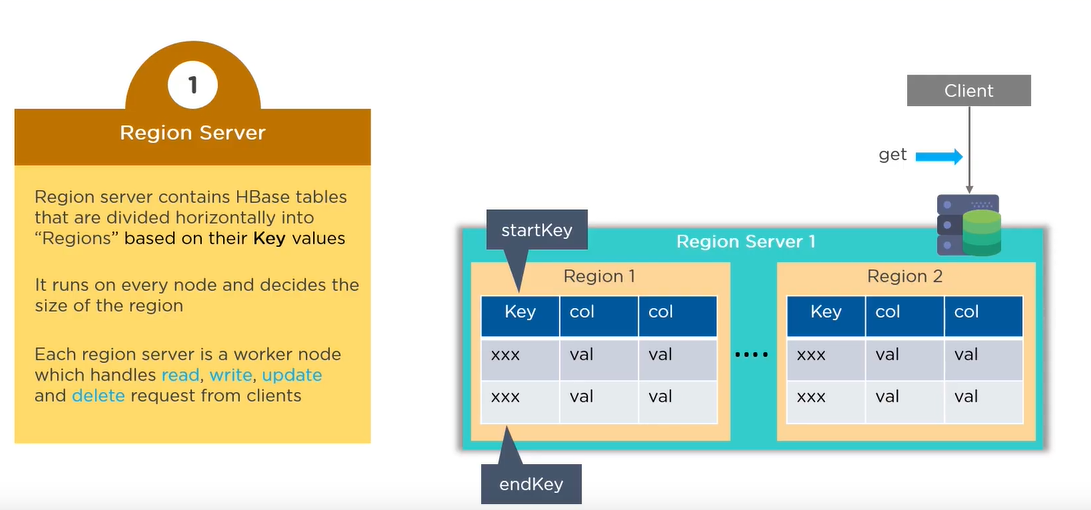 1
Region Server
Region server contains HBase tables
that are divided horizontally into
“Regions” based on their Key values
It runs on every node and decides the
size of the region
Each region server is a worker node
which handles read, write, update
and delete request from clients
Client
get
startKey
Region Server 1
Region 1
Key col col
xxx val val
xxx val val
endKey
Region 2
Key col col
xxx val val
xxx val val